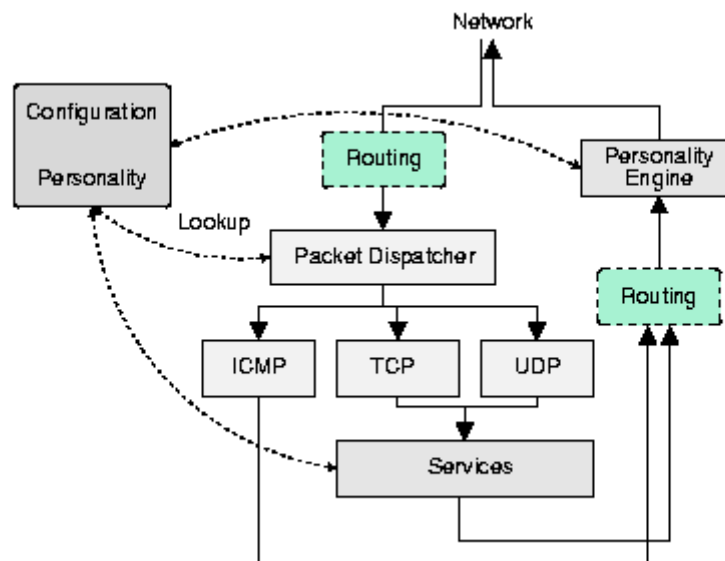 Network
Configuration
Personality
Routing
Personality
Engine
Lookup
Packet Dispatcher
Routing
ICMP
TCP
UDP
Services